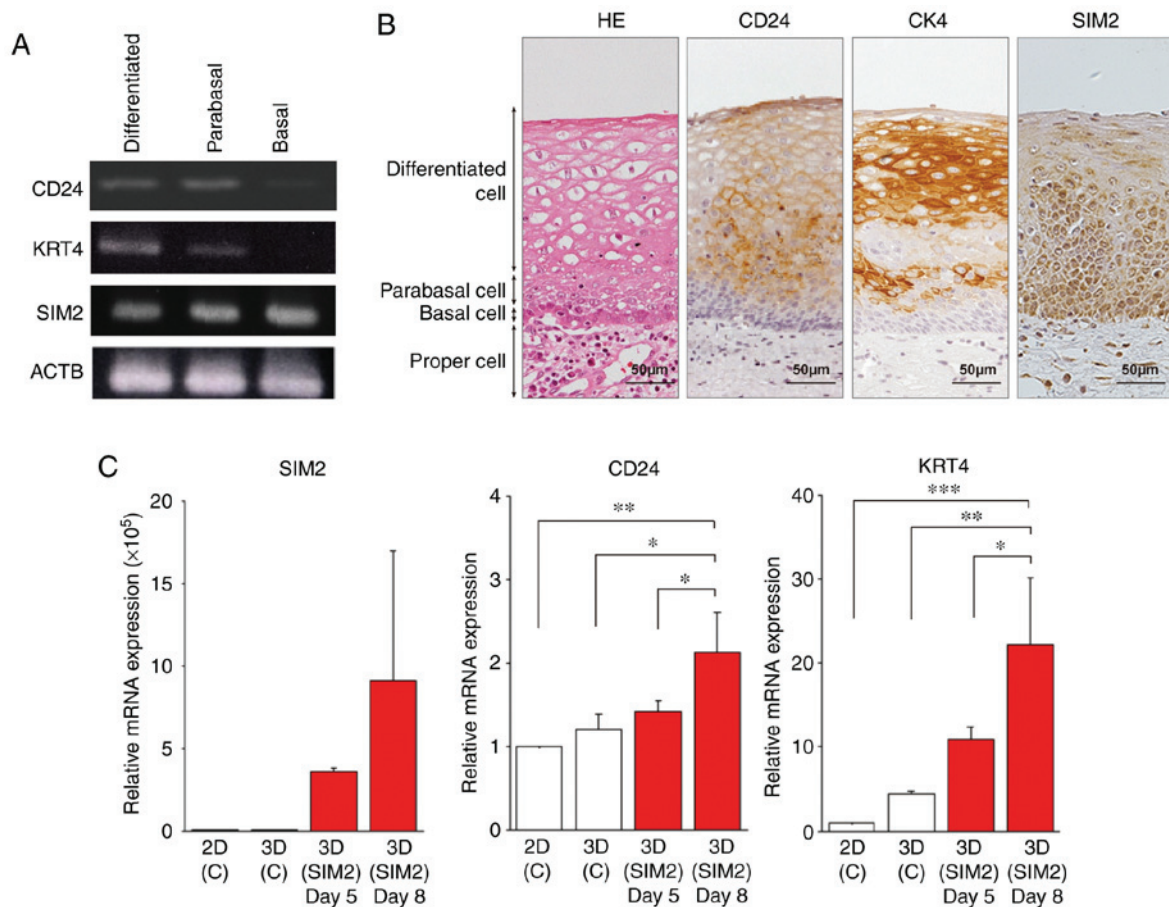 A
Differentiated
Parabasal
Basal
CD24
KRT4
SIM2
ACTB
B
HE
CD24
CK4
SIM2
Differentiated
cell
Parabasal cell
Basal cell
Proper cell
50μm
50μm
50μm
50μm
C
SIM2
Relative mRNA expression (×10⁵)
20
15
10
5
0
2D
(C)
3D
(C)
3D
(SIM2)
Day 5
3D
(SIM2)
Day 8
CD24
Relative mRNA expression
4
3
2
1
0
**
*
*
2D
(C)
3D
(C)
3D
(SIM2)
Day 5
3D
(SIM2)
Day 8
KRT4
Relative mRNA expression
40
30
20
10
0
***
**
*
2D
(C)
3D
(C)
3D
(SIM2)
Day 5
3D
(SIM2)
Day 8